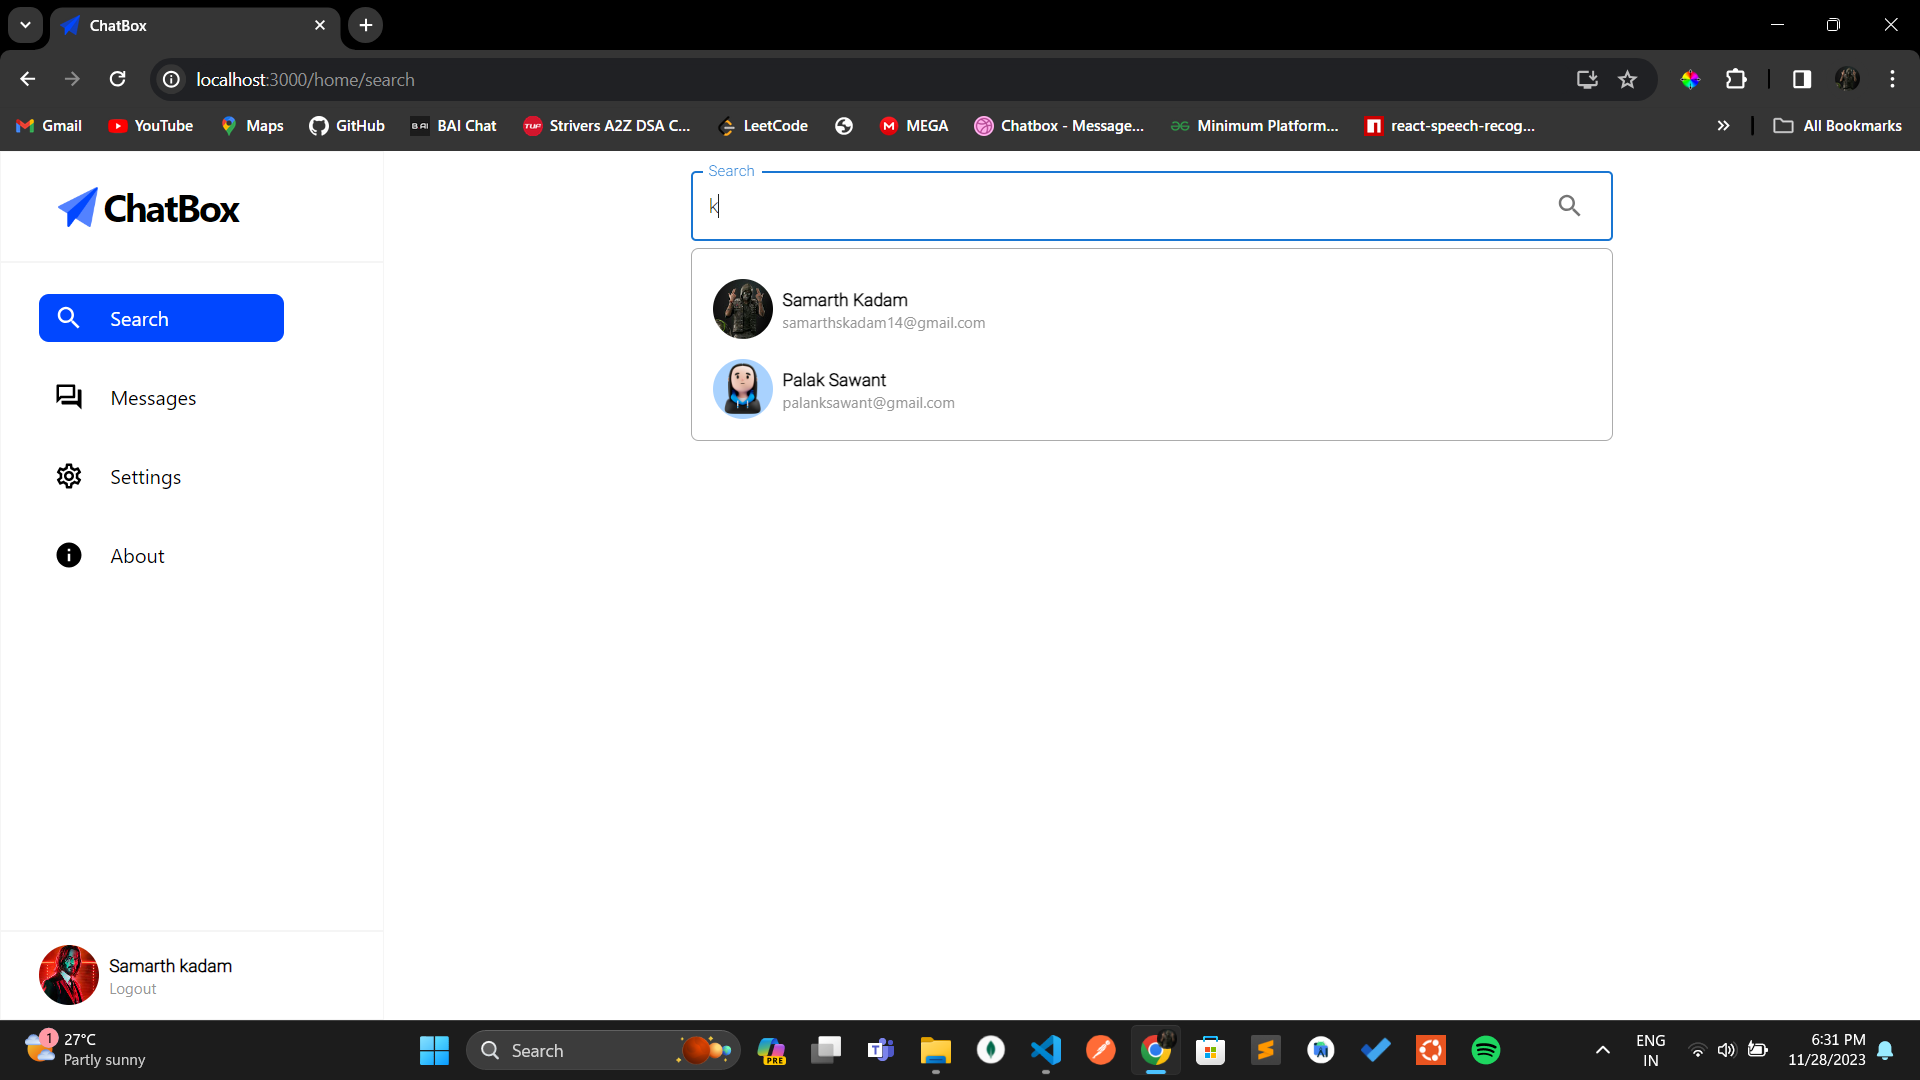 ChatBox
localhost:3000/home/search
Gmail
YouTube
Maps
GitHub
BAI
BAI Chat
TUF
Strivers A2Z DSA C...
LeetCode
M
MEGA
Chatbox - Message...
Minimum Platform...
react-speech-recog...
All Bookmarks
ChatBox
Search
Messages
Settings
About
Samarth kadam
Logout
Search
k
Samarth Kadam
samarthskadam14@gmail.com
Palak Sawant
palanksawant@gmail.com
1
27°C
Partly sunny
Search
PRE
ENG
IN
6:31 PM
11/28/2023